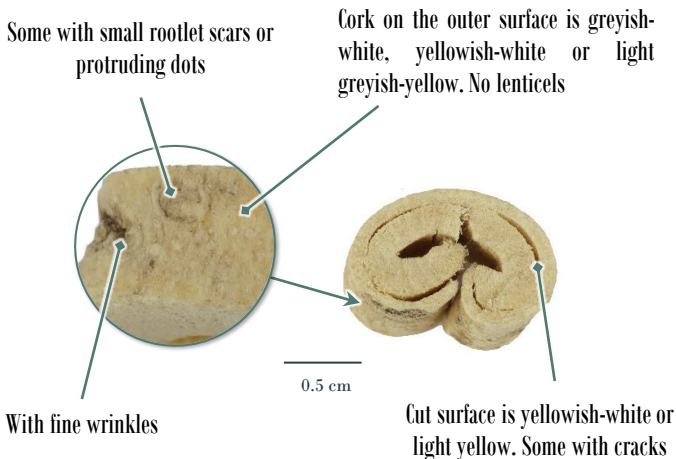 Some with small rootlet scars or
protruding dots
Cork on the outer surface is greyish-
white, yellowish-white or light
greyish-yellow. No lenticels
0.5 cm
With fine wrinkles
Cut surface is yellowish-white or
light yellow. Some with cracks